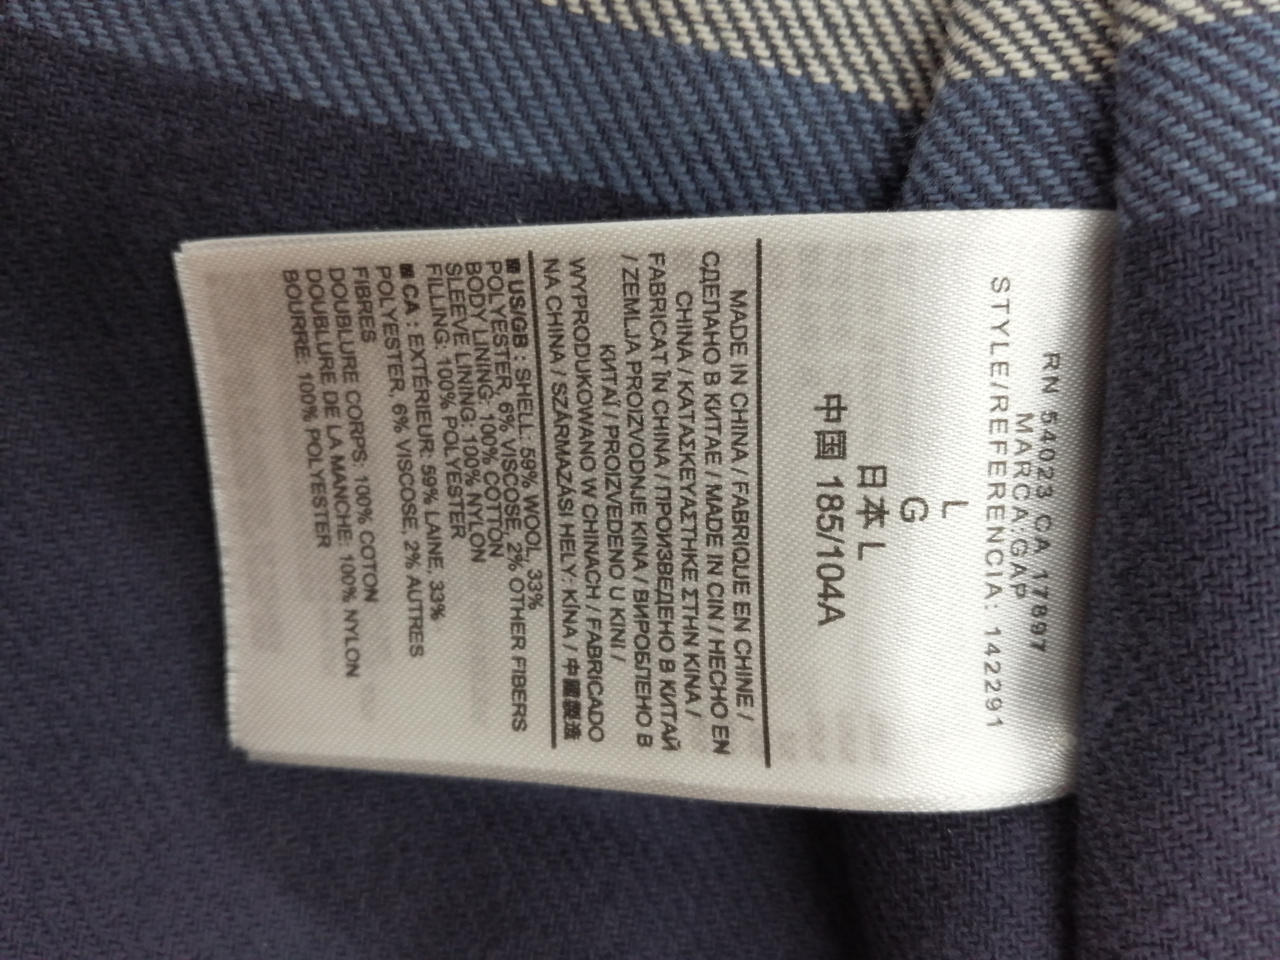 RN 54023 CA 17897
MARCA GAP
STYLE/REFERENCIA: 142291
L
G
日本 L
中国 185/104A
MADE IN CHINA / FABRIQUE EN CHINE /
СДЕЛАНО В КИТАЕ / MADE IN CIN / HECHO EN
CHINA / ΚΑΤΑΣΚΕΥΑΣΤΗΚΕ ΣΤΗΝ ΚΙΝΑ /
FABRICAT ÎN CHINA / ПРОИЗВЕДЕНО В КИТАЙ
/ ZEMLJA PROIZVODNJE KINA / ВИРОБЛЕНО В
КИТАЇ / PROIZVEDENO U KINI /
WYPRODUKOWANO W CHINACH / FABRICADO
NA CHINA / SZÁRMAZÁSI HELY: KÍNA / 中國製造
US/GB : SHELL: 59% WOOL, 33%
POLYESTER, 6% VISCOSE, 2% OTHER FIBERS
BODY LINING: 100% COTTON
SLEEVE LINING: 100% NYLON
FILLING: 100% POLYESTER
CA : EXTÉRIEUR: 59% LAINE, 33%
POLYESTER, 6% VISCOSE, 2% AUTRES
FIBRES
DOUBLURE CORPS: 100% COTON
DOUBLURE DE LA MANCHE: 100% NYLON
BOURRE: 100% POLYESTER